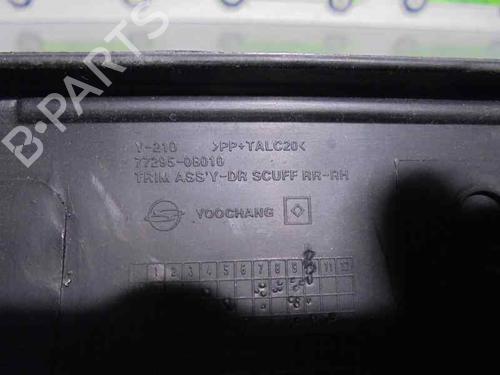 Y-210 >PP+TALC20<
77295-08010
TRIM ASS'Y-DR SCUFF RR-RH
YOOCHANG
1 2 3 4 5 6 7 8 9 11 12
B-PARTS